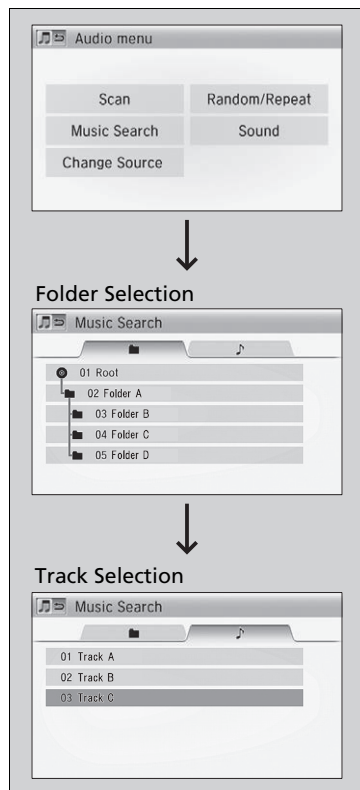 Audio menu
Scan Random/Repeat
Music Search Sound
Change Source
Folder Selection
Music Search
01 Root
02 Folder A
03 Folder B
04 Folder C
05 Folder D
Track Selection
Music Search
01 Track A
02 Track B
03 Track C